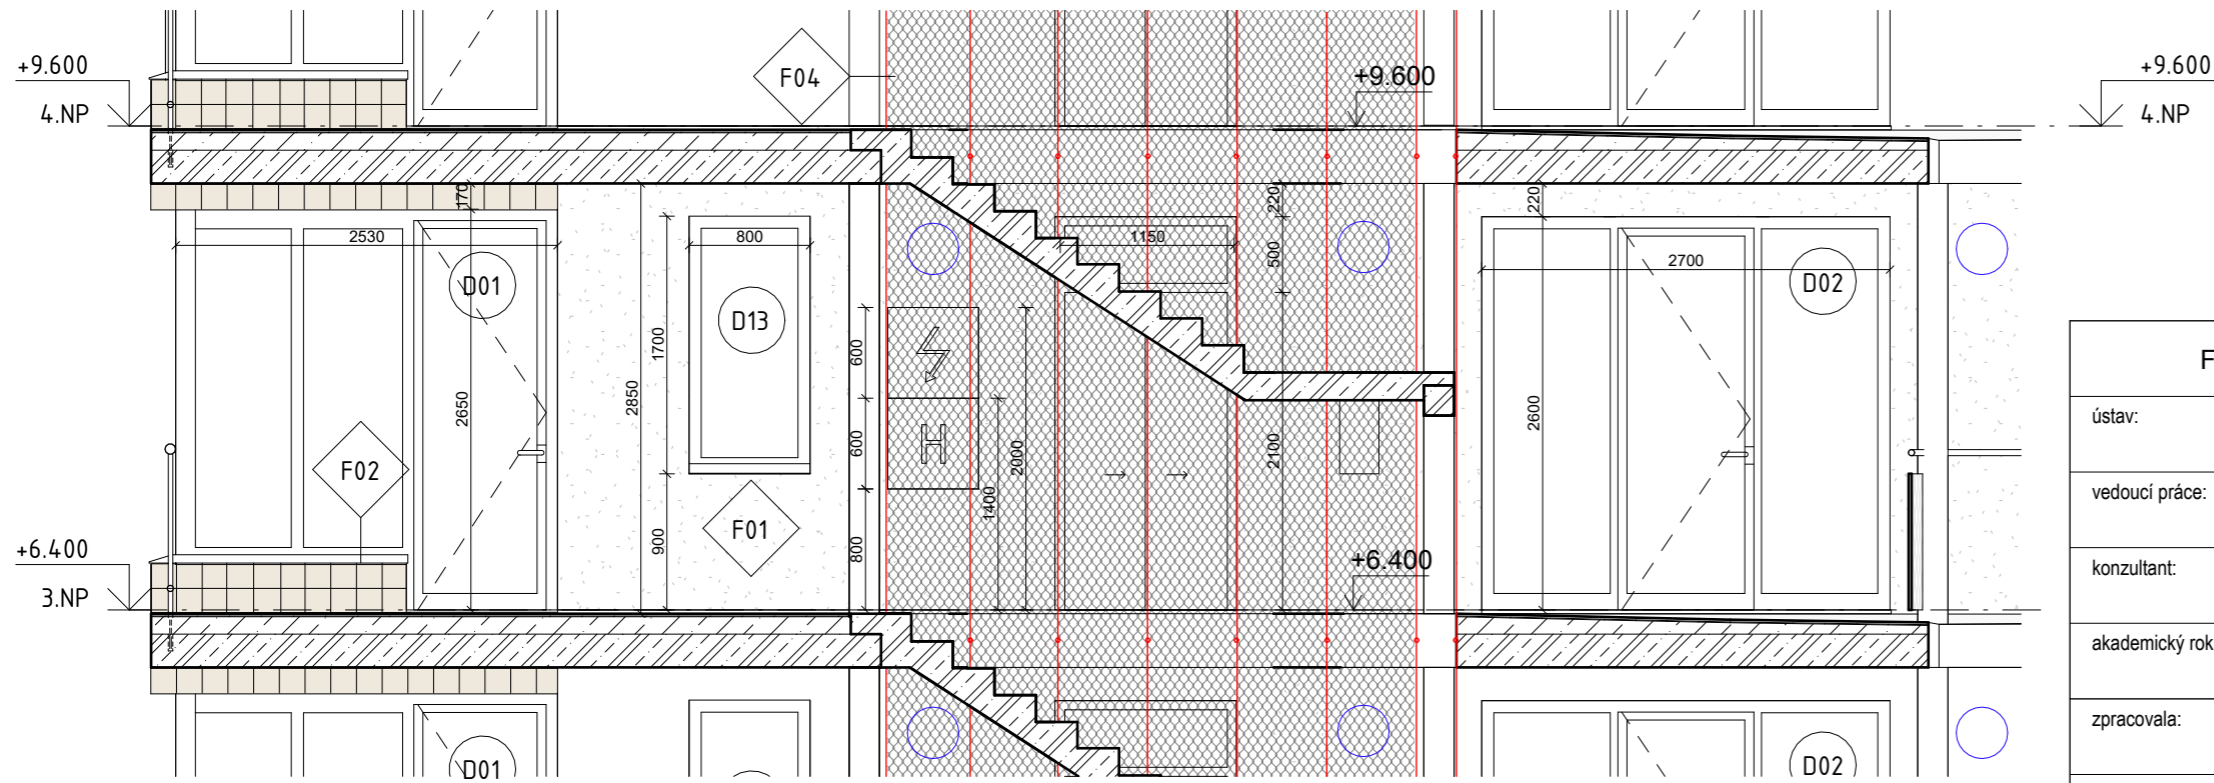 +9.600
4.NP
F04
+9.600
+9.600
4.NP
170
2530
D01
800
D13
1150
220
500
220
2700
D02
F
ústav:
1700
2850
2650
600
600
H
2000
1400
2100
2600
F02
F01
900
800
vedoucí práce:
konzultant:
+6.400
3.NP
+6.400
akademický rok
zpracovala:
D01
D02